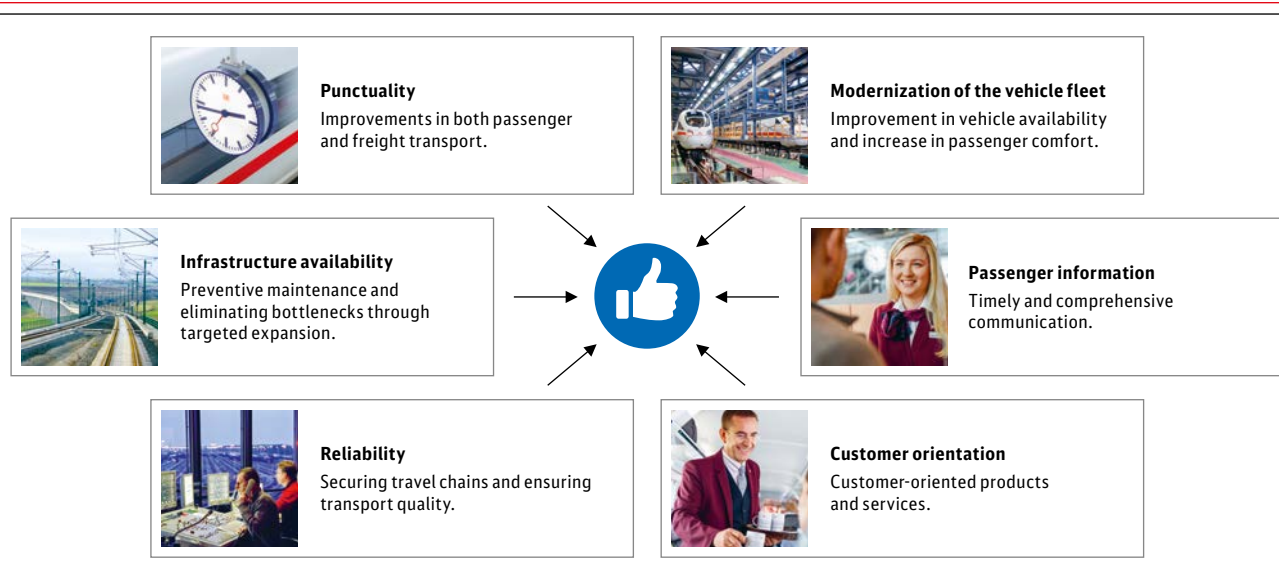 Punctuality
Improvements in both passenger
and freight transport.
Modernization of the vehicle fleet
Improvement in vehicle availability
and increase in passenger comfort.
Infrastructure availability
Preventive maintenance and
eliminating bottlenecks through
targeted expansion.
Passenger information
Timely and comprehensive
communication.
Reliability
Securing travel chains and ensuring
transport quality.
Customer orientation
Customer-oriented products
and services.